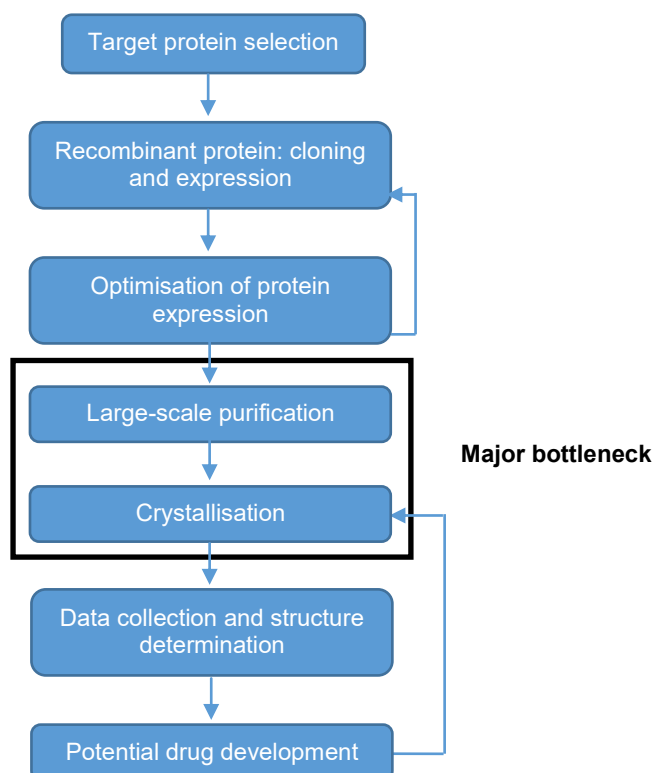 Target protein selection
Recombinant protein: cloning
and expression
Optimisation of protein
expression
Large-scale purification
Major bottleneck
Crystallisation
Data collection and structure
determination
Potential drug development